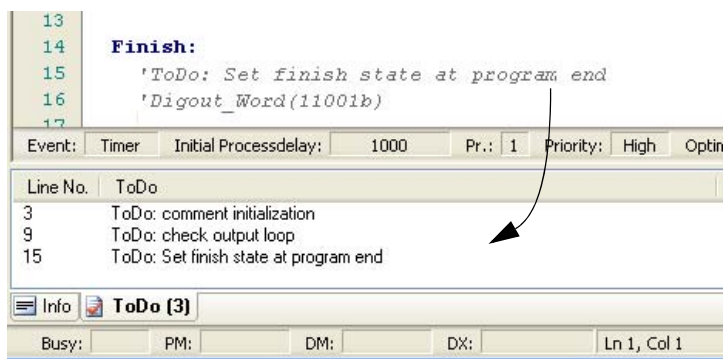 13
14 Finish:
15 'ToDo: Set finish state at program end
16 'Digout_Word(11001b)
17
Event: Timer Initial Processdelay: 1000 Pr.: 1 Priority: High Optim
Line No. ToDo
3 ToDo: comment initialization
9 ToDo: check output loop
15 ToDo: Set finish state at program end
Info ToDo (3)
Busy: PM: DM: DX: Ln 1, Col 1